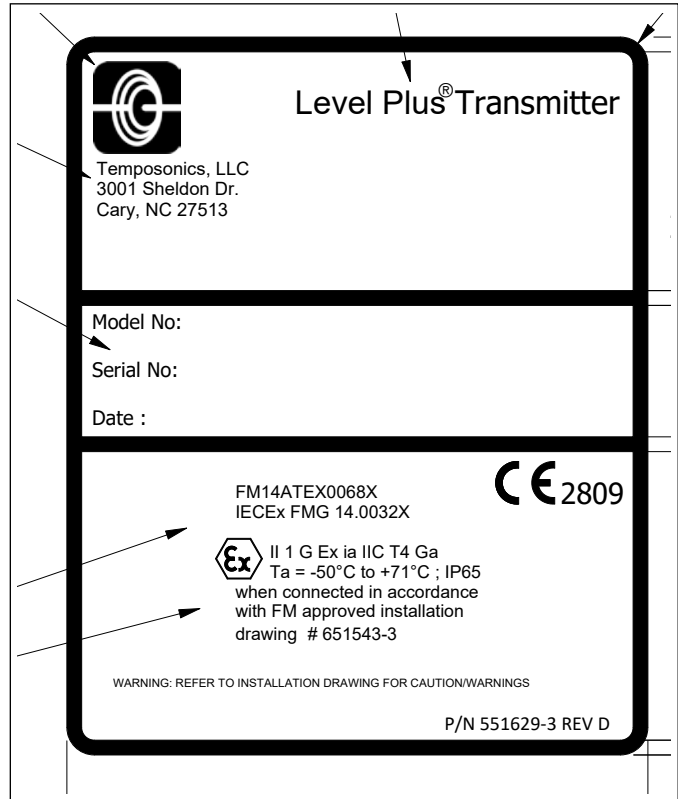 Level Plus® Transmitter
Temposonics, LLC
3001 Sheldon Dr.
Cary, NC 27513
Model No:
Serial No:
Date :
FM14ATEX0068X
IECEx FMG 14.0032X
CE 2809
Ex II 1 G Ex ia IIC T4 Ga
Ta = -50°C to +71°C ; IP65
when connected in accordance
with FM approved installation
drawing # 651543-3
WARNING: REFER TO INSTALLATION DRAWING FOR CAUTION/WARNINGS
P/N 551629-3 REV D